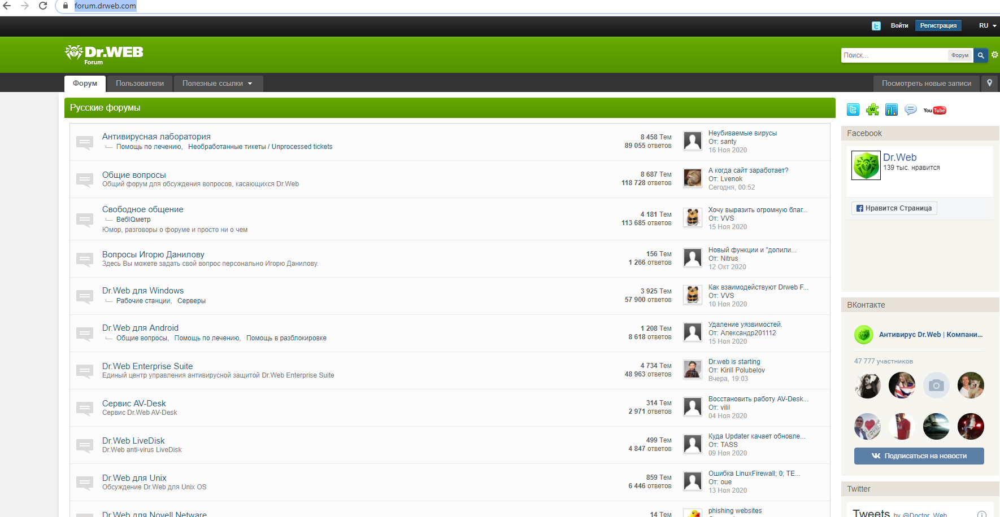 forum.drweb.com
Войти
Регистрация
RU
Dr.WEB
Forum
Поиск...
Форум
Форум
Пользователи
Полезные ссылки
Посмотреть новые записи
Русские форумы
Антивирусная лаборатория
Помощь по лечению, Необработанные тикеты / Unprocessed tickets
8 458 Тем
89 055 ответов
Неубиваемые вирусы
От: santy
16 Ноя 2020
Общие вопросы
Общий форум для обсуждения вопросов, касающихся Dr.Web
8 687 Тем
118 728 ответов
А когда сайт заработает?
От: Lvenok
Сегодня, 00:52
Свободное общение
ВебIQметр
Юмор, разговоры о форуме и просто ни о чем
4 181 Тем
113 685 ответов
Хочу выразить огромную благ...
От: VVS
15 Ноя 2020
Вопросы Игорю Данилову
Здесь Вы можете задать свой вопрос персонально Игорю Данилову.
156 Тем
1 266 ответов
Новый функции и "допили...
От: Nitrus
12 Окт 2020
Dr.Web для Windows
Рабочие станции, Серверы
3 925 Тем
57 900 ответов
Как взаимодействуют Drweb F...
От: VVS
10 Ноя 2020
Dr.Web для Android
Общие вопросы, Помощь по лечению, Помощь в разблокировке
1 208 Тем
8 618 ответов
Удаление уязвимостей.
От: Александр201112
15 Ноя 2020
Dr.Web Enterprise Suite
Единый центр управления антивирусной защитой Dr.Web Enterprise Suite
4 734 Тем
48 963 ответов
Dr.web is starting
От: Kirill Polubelov
Вчера, 19:03
Сервис AV-Desk
Сервис Dr.Web AV-Desk
314 Тем
2 971 ответов
Восстановить работу AV-Desk...
От: vilil
04 Ноя 2020
Dr.Web LiveDisk
Dr.Web anti-virus LiveDisk
499 Тем
4 847 ответов
Куда Updater качает обновле...
От: TASS
09 Ноя 2020
Dr.Web для Unix
Обсуждение Dr.Web для Unix OS
859 Тем
6 446 ответов
Ошибка LinuxFirewall; 0; TE...
От: oue
13 Ноя 2020
Dr.Web для Novell Netware
14 Тем
phishing websites
You Tube
Facebook
Dr.Web
139 тыс. нравится
Нравится Страница
ВКонтакте
Антивирус Dr.Web | Компани...
47 777 участников
Подписаться на новости
Twitter
Tweets by @Doctor_Web